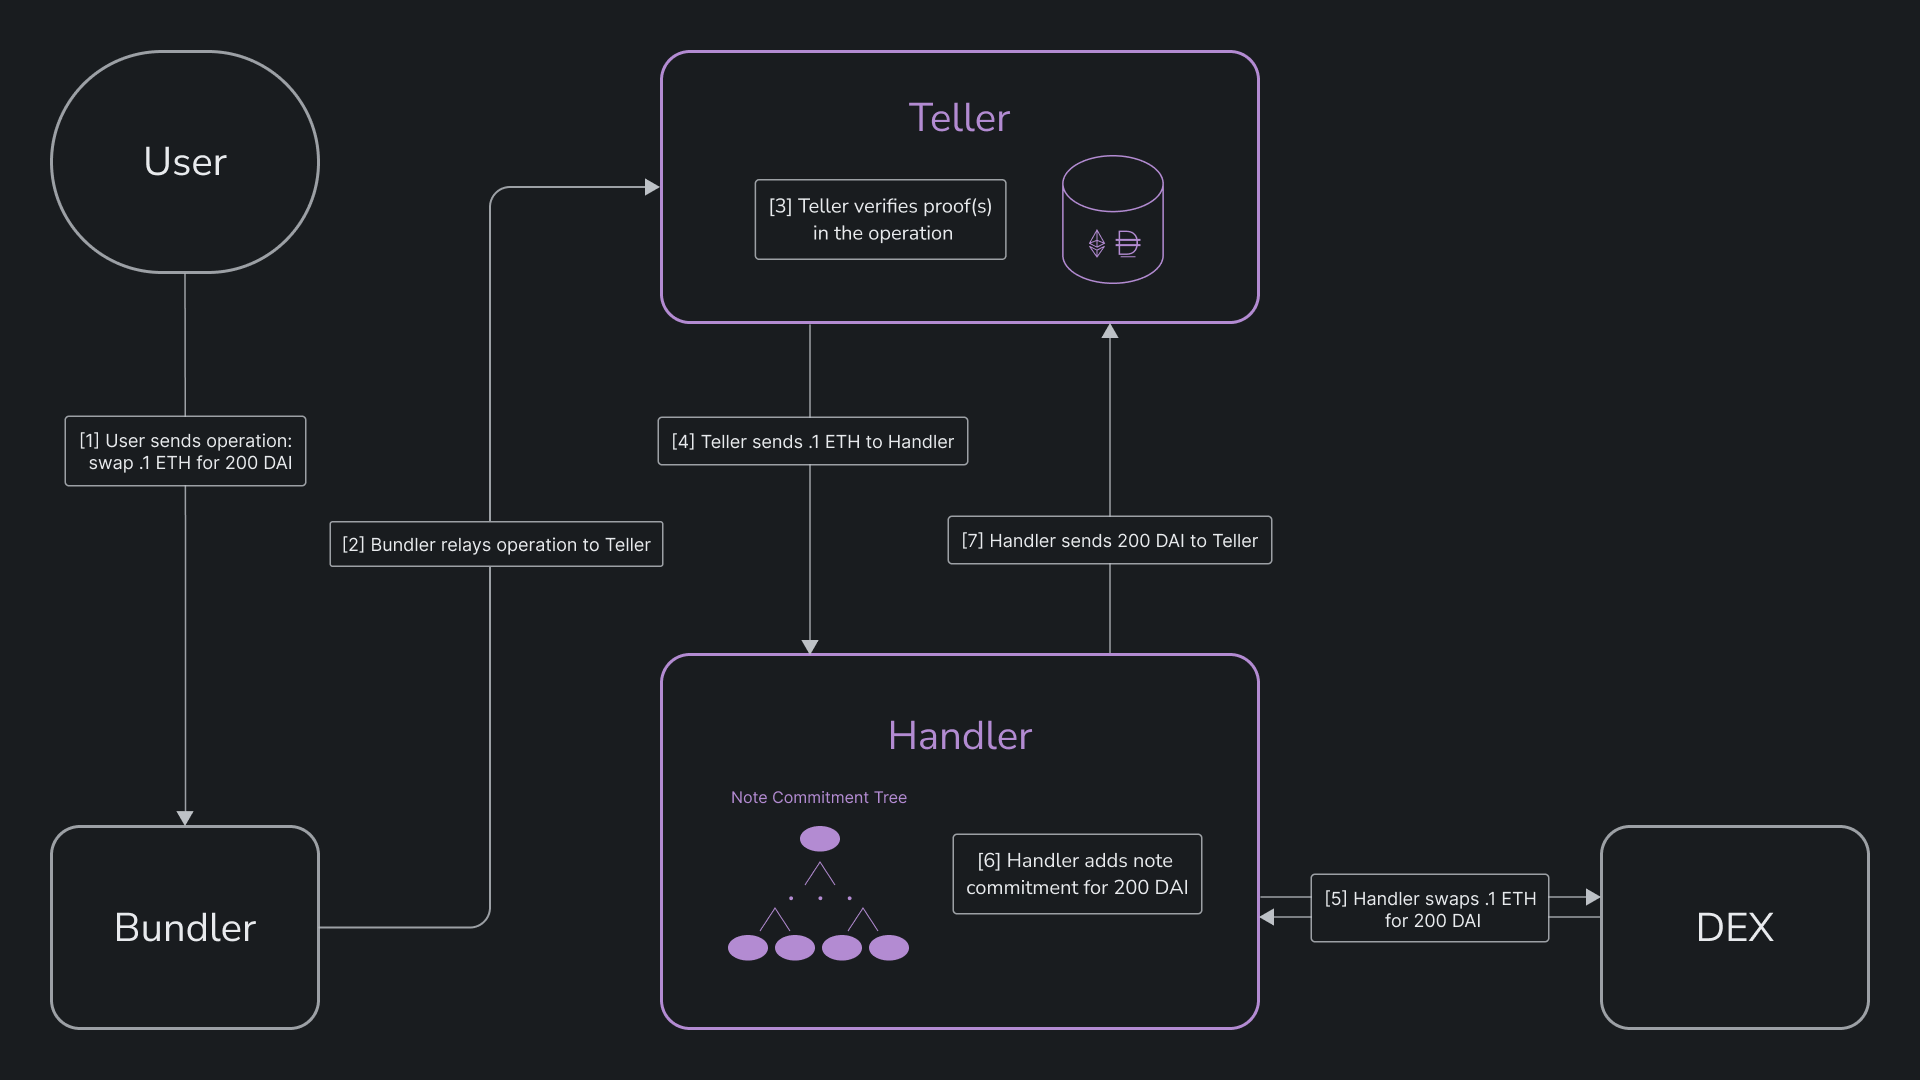 User
Teller
[3] Teller verifies proof(s)
in the operation
[1] User sends operation:
swap .1 ETH for 200 DAI
[4] Teller sends .1 ETH to Handler
[2] Bundler relays operation to Teller
[7] Handler sends 200 DAI to Teller
Handler
Note Commitment Tree
[6] Handler adds note
commitment for 200 DAI
[5] Handler swaps .1 ETH
for 200 DAI
Bundler
DEX